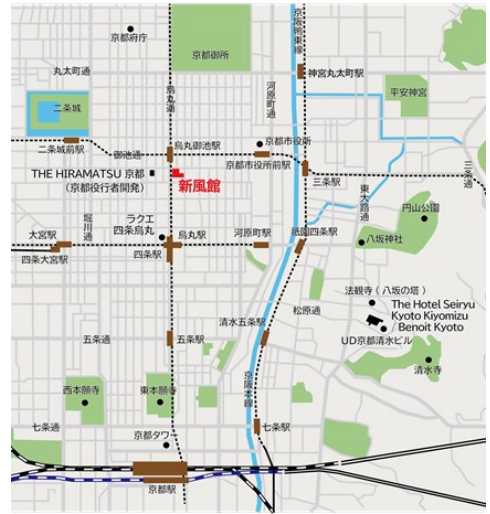 京都府庁
京都御所
京阪鴨東線
丸太町通
烏丸通
河原町通
神宮丸太町駅
二条城
平安神宮
二条城前駅
御池通
烏丸御池駅
京都市役所
京都市役所前駅
三条通
THE HIRAMATSU 京都
(京都役行者開発)
新風館
三条駅
東大路通
円山公園
堀川通
ラクエ
四条烏丸
烏丸駅
河原町駅
祇園四条駅
八坂神社
大宮駅
四条大宮駅
四条駅
法観寺(八坂の塔)
The Hotel Seiryu
Kyoto Kiyomizu
Benoit Kyoto
松原通
UD京都清水ビル
清水五条駅
五条通
五条駅
清水寺
京阪本線
西本願寺
東本願寺
七条通
七条駅
京都タワー
京都駅